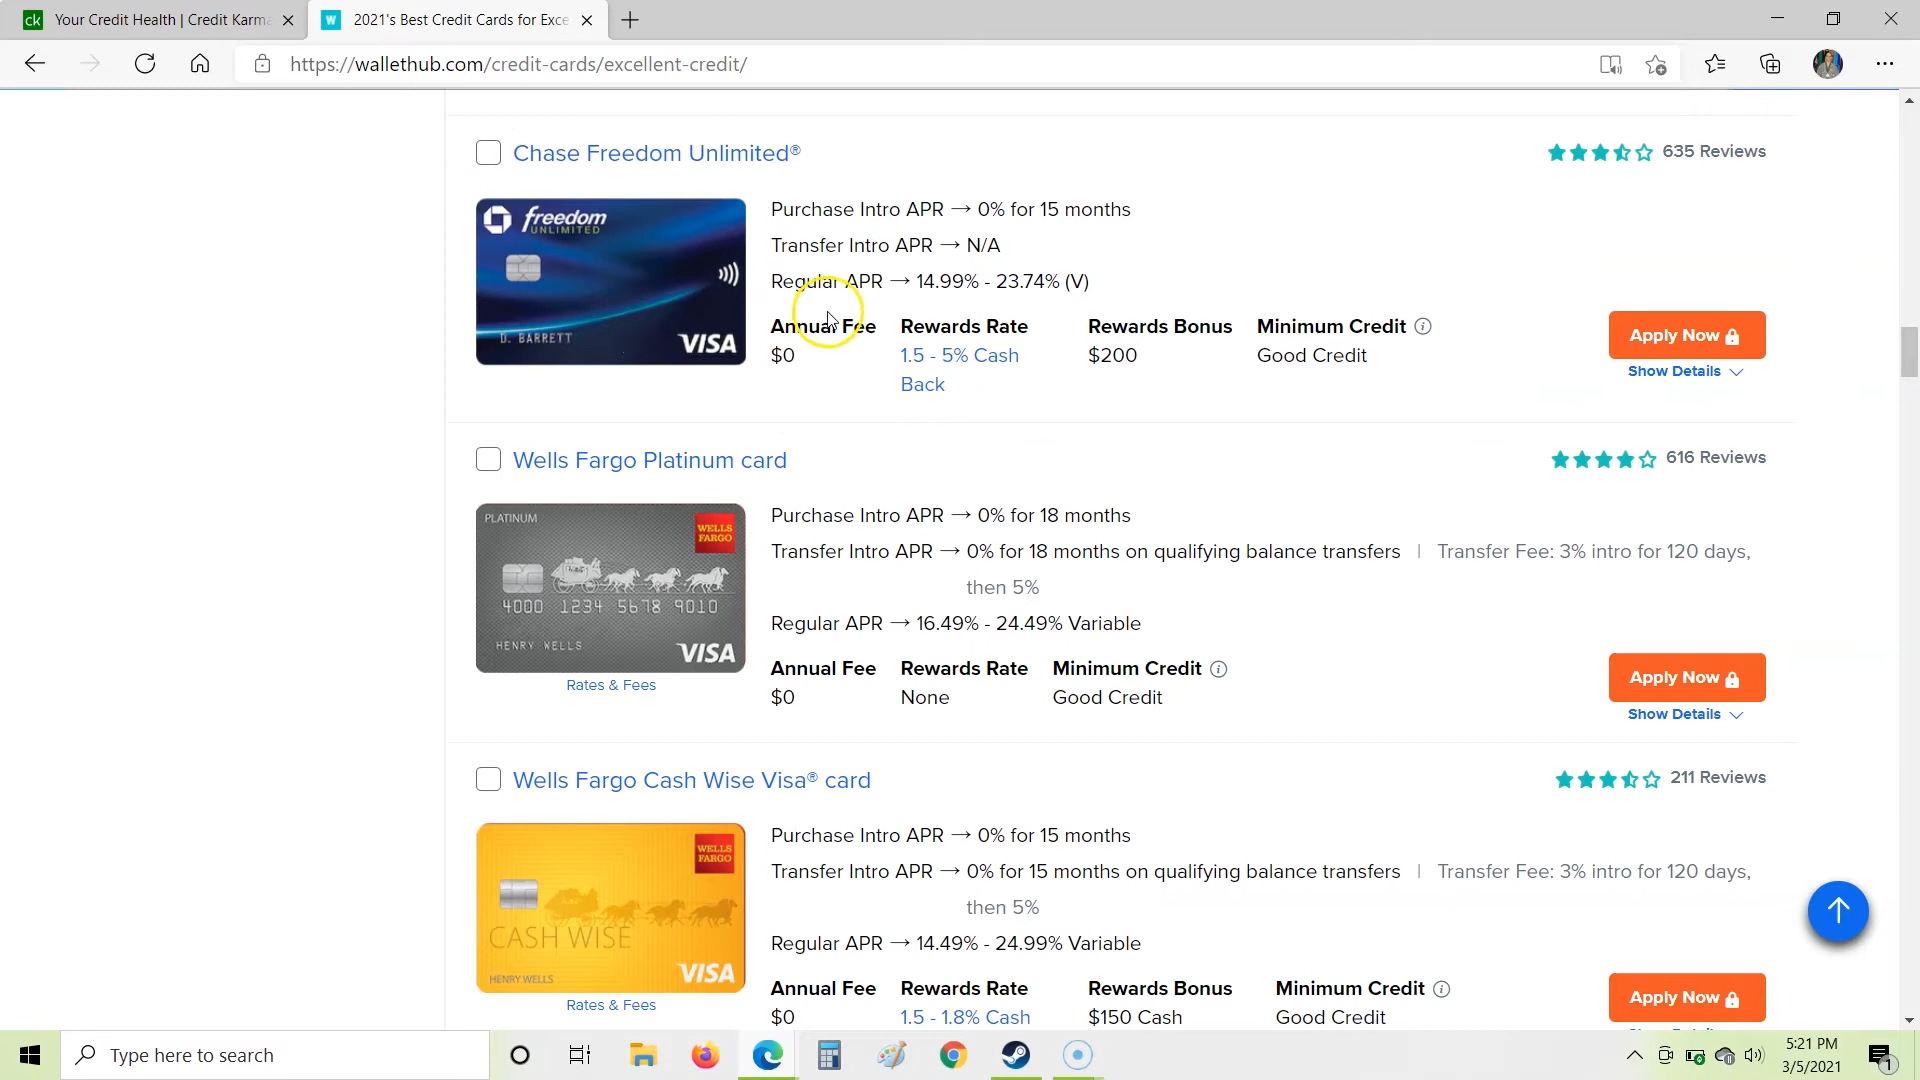 Your Credit Health | Credit Karma
2021's Best Credit Cards for Exce
https://wallethub.com/credit-cards/excellent-credit/
Chase Freedom Unlimited®
635 Reviews
freedom
UNLIMITED
D. BARRETT
VISA
Purchase Intro APR → 0% for 15 months
Transfer Intro APR → N/A
Regular APR → 14.99% - 23.74% (V)
Annual Fee Rewards Rate Rewards Bonus Minimum Credit
$0 1.5 - 5% Cash $200 Good Credit
Back
Apply Now
Show Details
Wells Fargo Platinum card
616 Reviews
PLATINUM
WELLS
FARGO
4000 1234 5678 9010
HENRY WELLS
VISA
Rates & Fees
Purchase Intro APR → 0% for 18 months
Transfer Intro APR → 0% for 18 months on qualifying balance transfers | Transfer Fee: 3% intro for 120 days,
then 5%
Regular APR → 16.49% - 24.49% Variable
Annual Fee Rewards Rate Minimum Credit
$0 None Good Credit
Apply Now
Show Details
Wells Fargo Cash Wise Visa® card
211 Reviews
WELLS
FARGO
CASH WISE
HENRY WELLS
VISA
Rates & Fees
Purchase Intro APR → 0% for 15 months
Transfer Intro APR → 0% for 15 months on qualifying balance transfers | Transfer Fee: 3% intro for 120 days,
then 5%
Regular APR → 14.49% - 24.99% Variable
Annual Fee Rewards Rate Rewards Bonus Minimum Credit
$0 1.5 - 1.8% Cash $150 Cash Good Credit
Apply Now
Type here to search
5:21 PM
3/5/2021
1